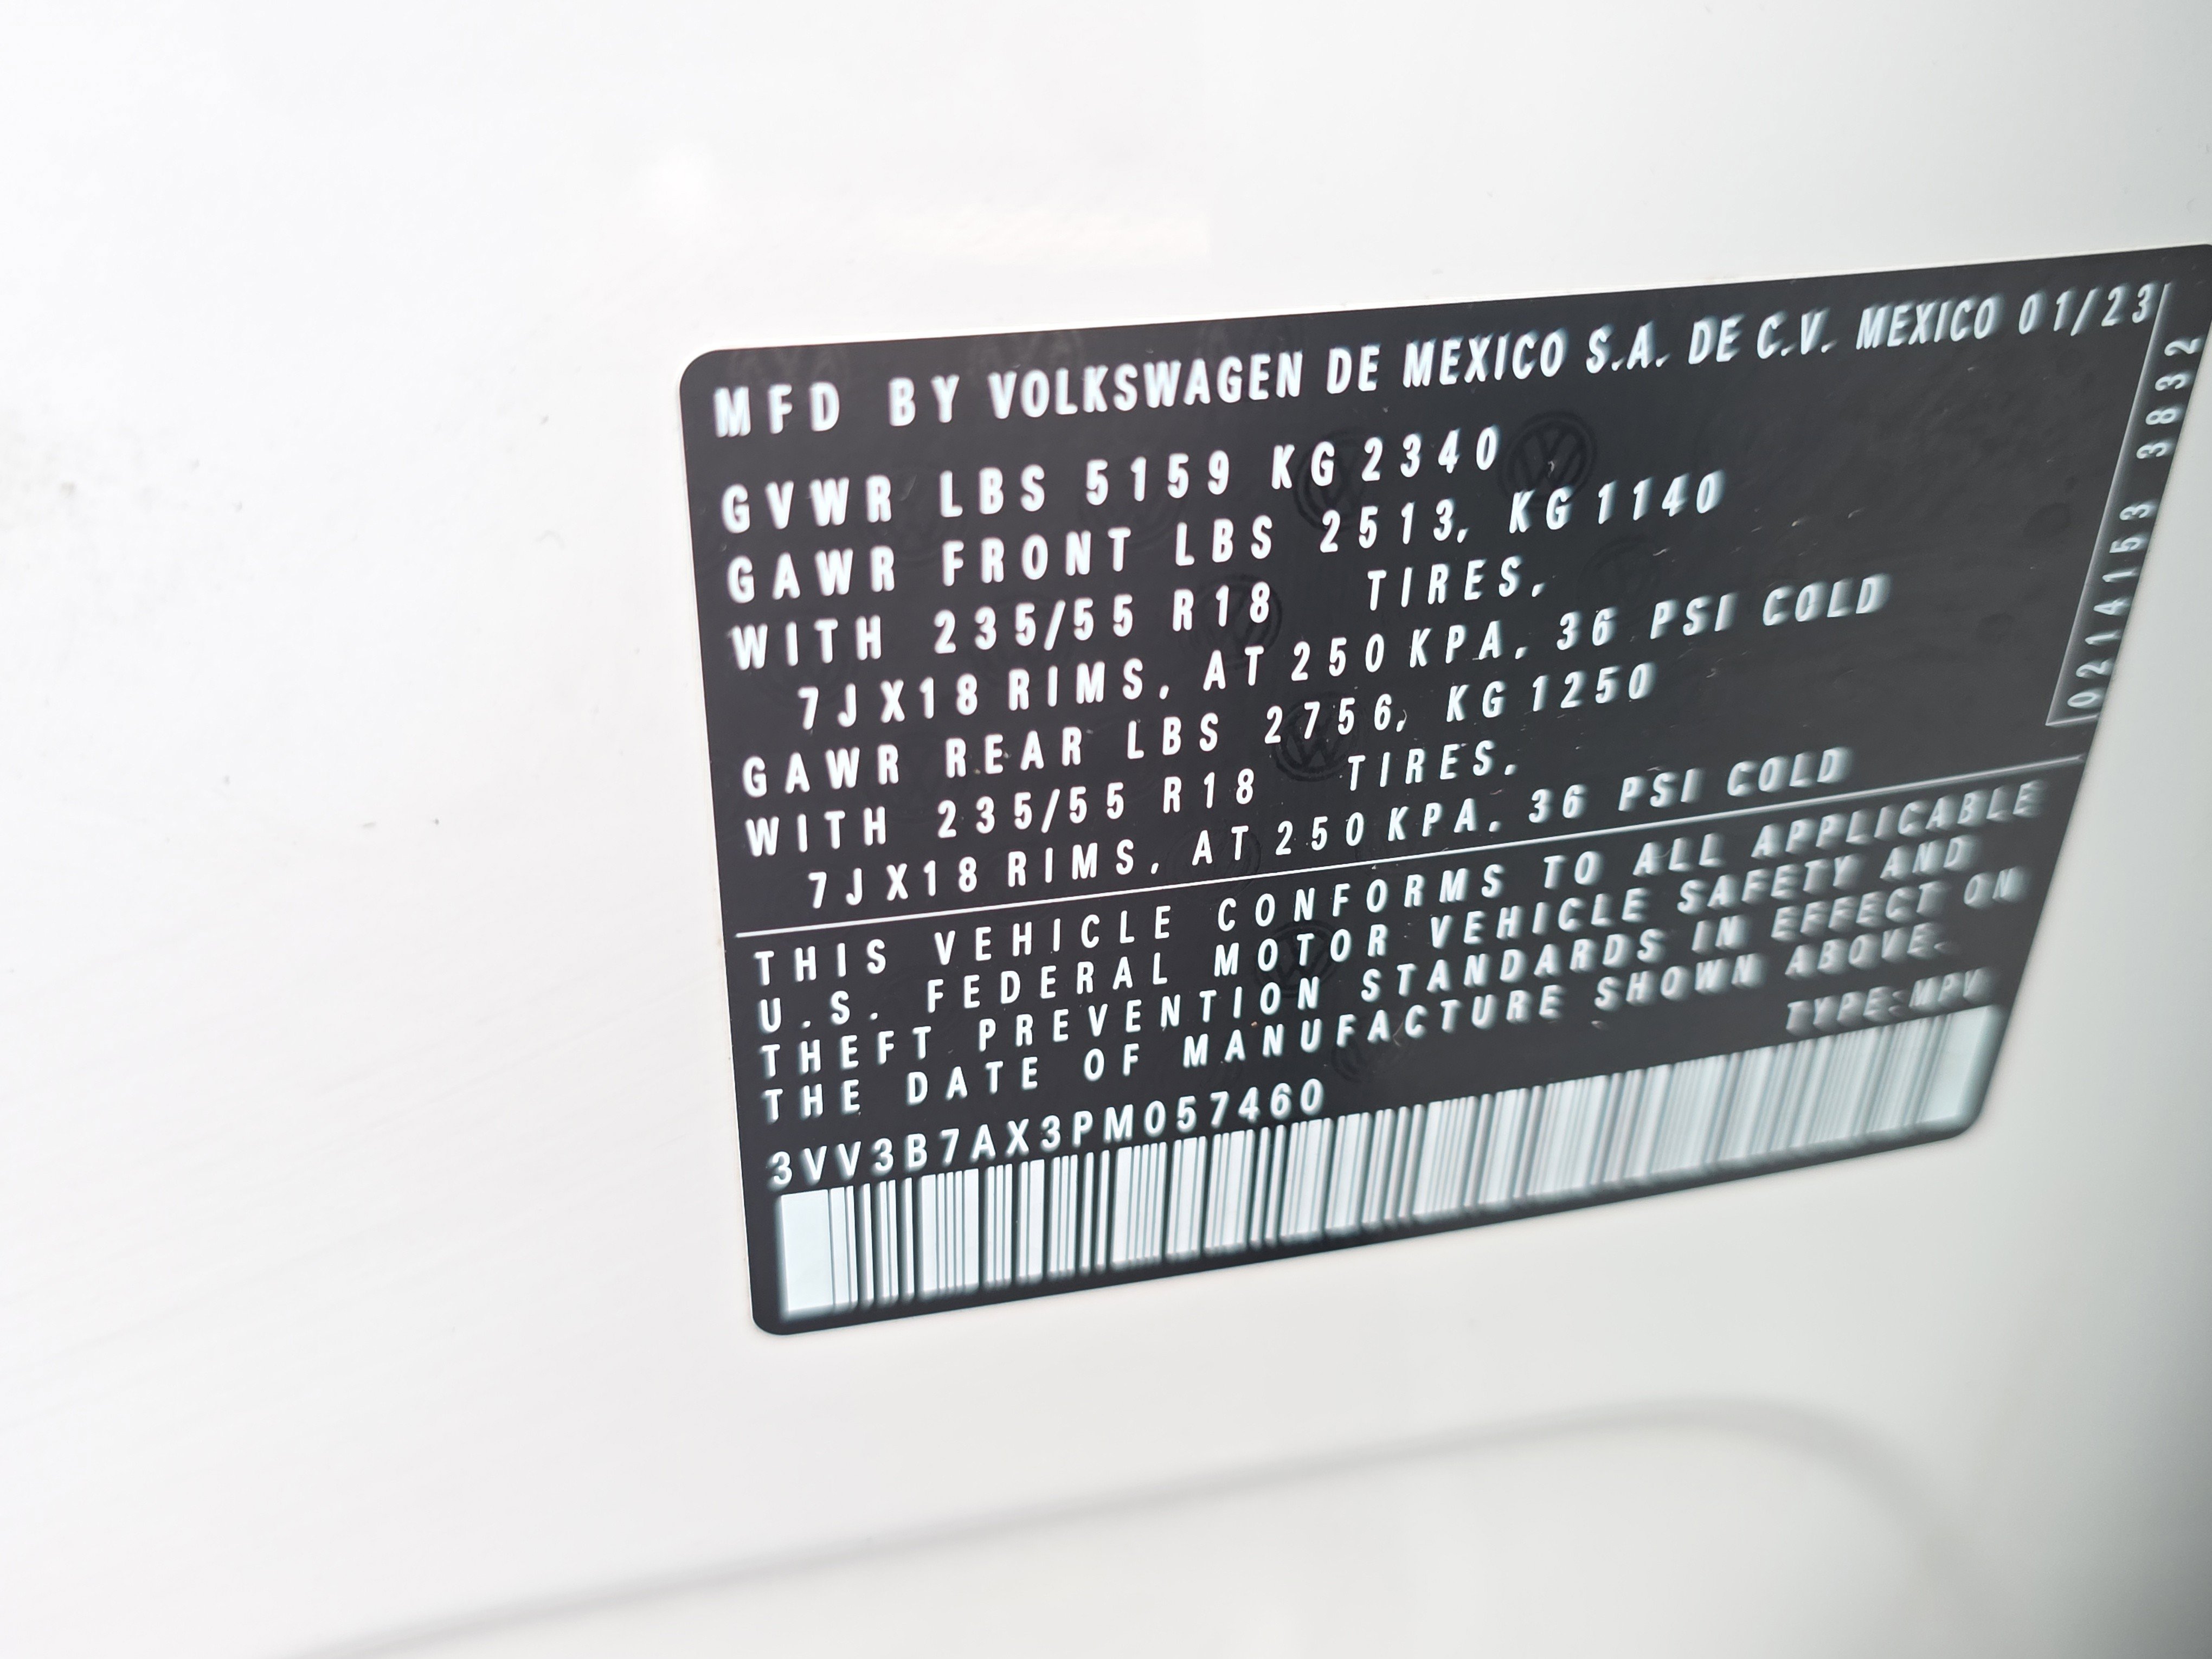 MFD BY VOLKSWAGEN DE MEXICO S.A. DE C.V. MEXICO 01/23
GVWR LBS 5159 KG 2340
GAWR FRONT LBS 2513, KG 1140
WITH 235/55 R18 TIRES,
7JX18 RIMS, AT 250 KPA, 36 PSI COLD
GAWR REAR LBS 2756, KG 1250
WITH 235/55 R18 TIRES,
7JX18 RIMS, AT 250 KPA, 36 PSI COLD
0214153 3832
THIS VEHICLE CONFORMS TO ALL APPLICABLE
U.S. FEDERAL MOTOR VEHICLE SAFETY AND
THEFT PREVENTION STANDARDS IN EFFECT ON
THE DATE OF MANUFACTURE SHOWN ABOVE.
TYPE:MPV
3VV3B7AX3PM057460